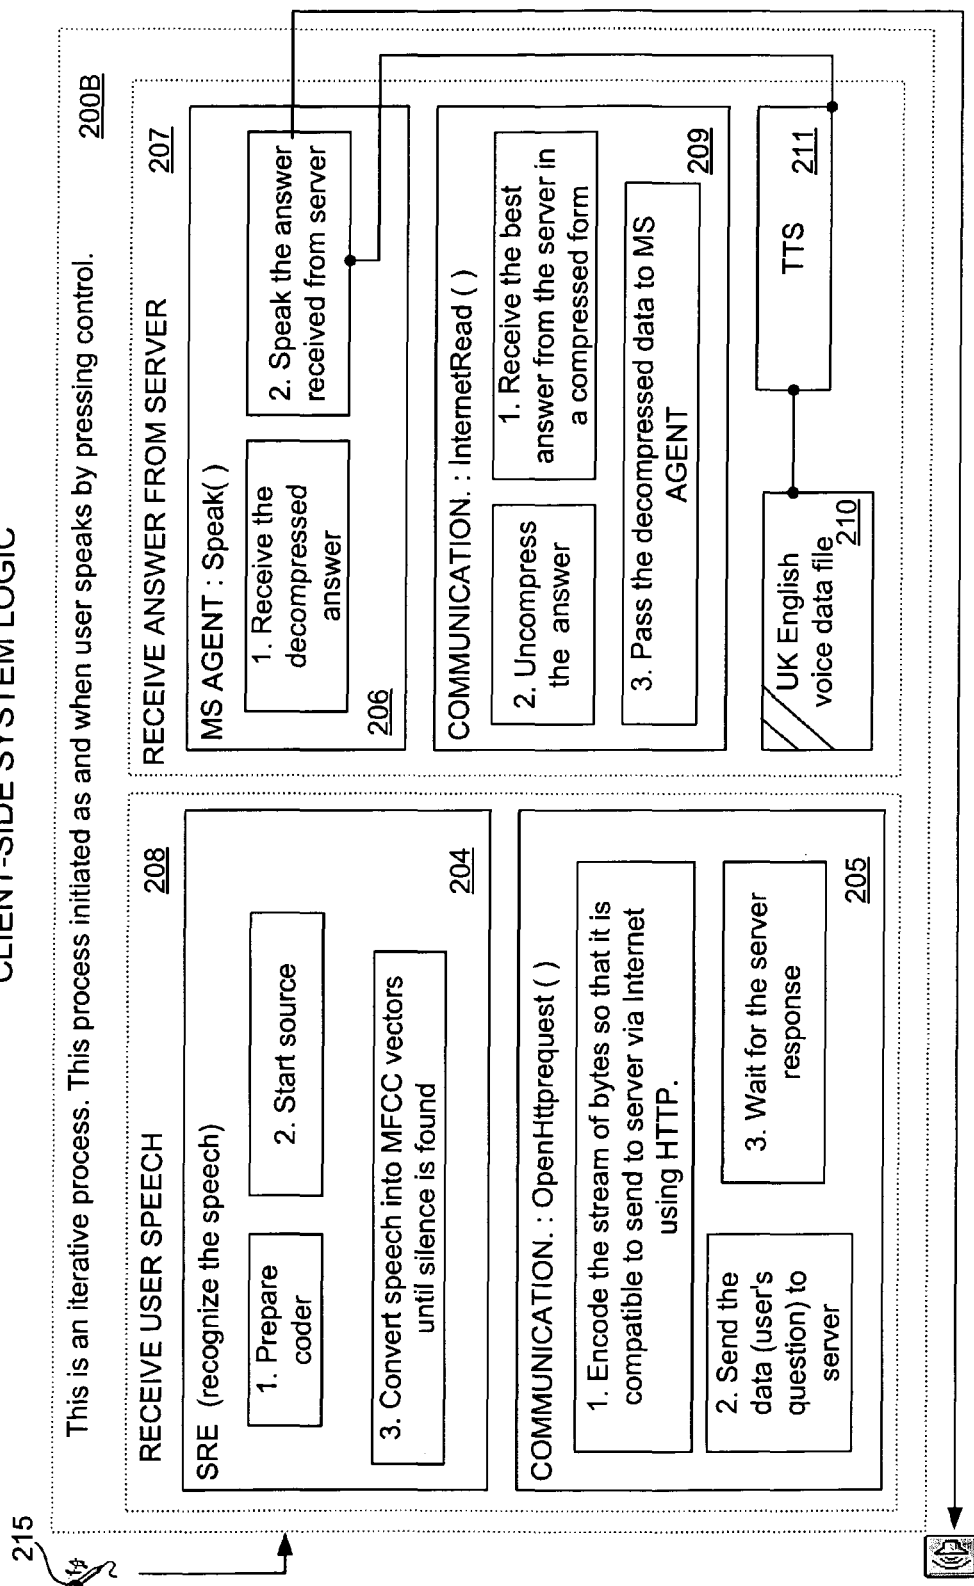 CLIENT-SIDE SYSTEM LOGIC
215
This is an iterative process. This process initiated as and when user speaks by pressing control.
200B
RECEIVE USER SPEECH
208
SRE (recognize the speech)
1. Prepare
coder
2. Start source
3. Convert speech into MFCC vectors
until silence is found
204
COMMUNICATION. : OpenHttprequest ( )
1. Encode the stream of bytes so that it is
compatible to send to server via Internet
using HTTP.
2. Send the
data (user's
question) to
server
3. Wait for the server
response
205
RECEIVE ANSWER FROM SERVER
207
MS AGENT : Speak( )
1. Receive the
decompressed
answer
2. Speak the answer
received from server
206
COMMUNICATION. : InternetRead ( )
2. Uncompress
the answer
1. Receive the best
answer from the server in
a compressed form
3. Pass the decompressed data to MS
AGENT
209
UK English
voice data file
210
TTS
211